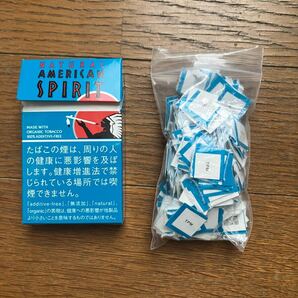 NATURAL
AMERICAN
SPIRIT
MADE WITH
ORGANIC TOBACCO
100% ADDITIVE-FREE
たばこの煙は、周りの人
の健康に悪影響を及ぼ
します。健康増進法で禁
じられている場所では喫
煙できません。
「additive-free」、「無添加」、「natural」、
「organic」の表現は、健康への悪影響が他製品
より小さいことを意味するものではありません。